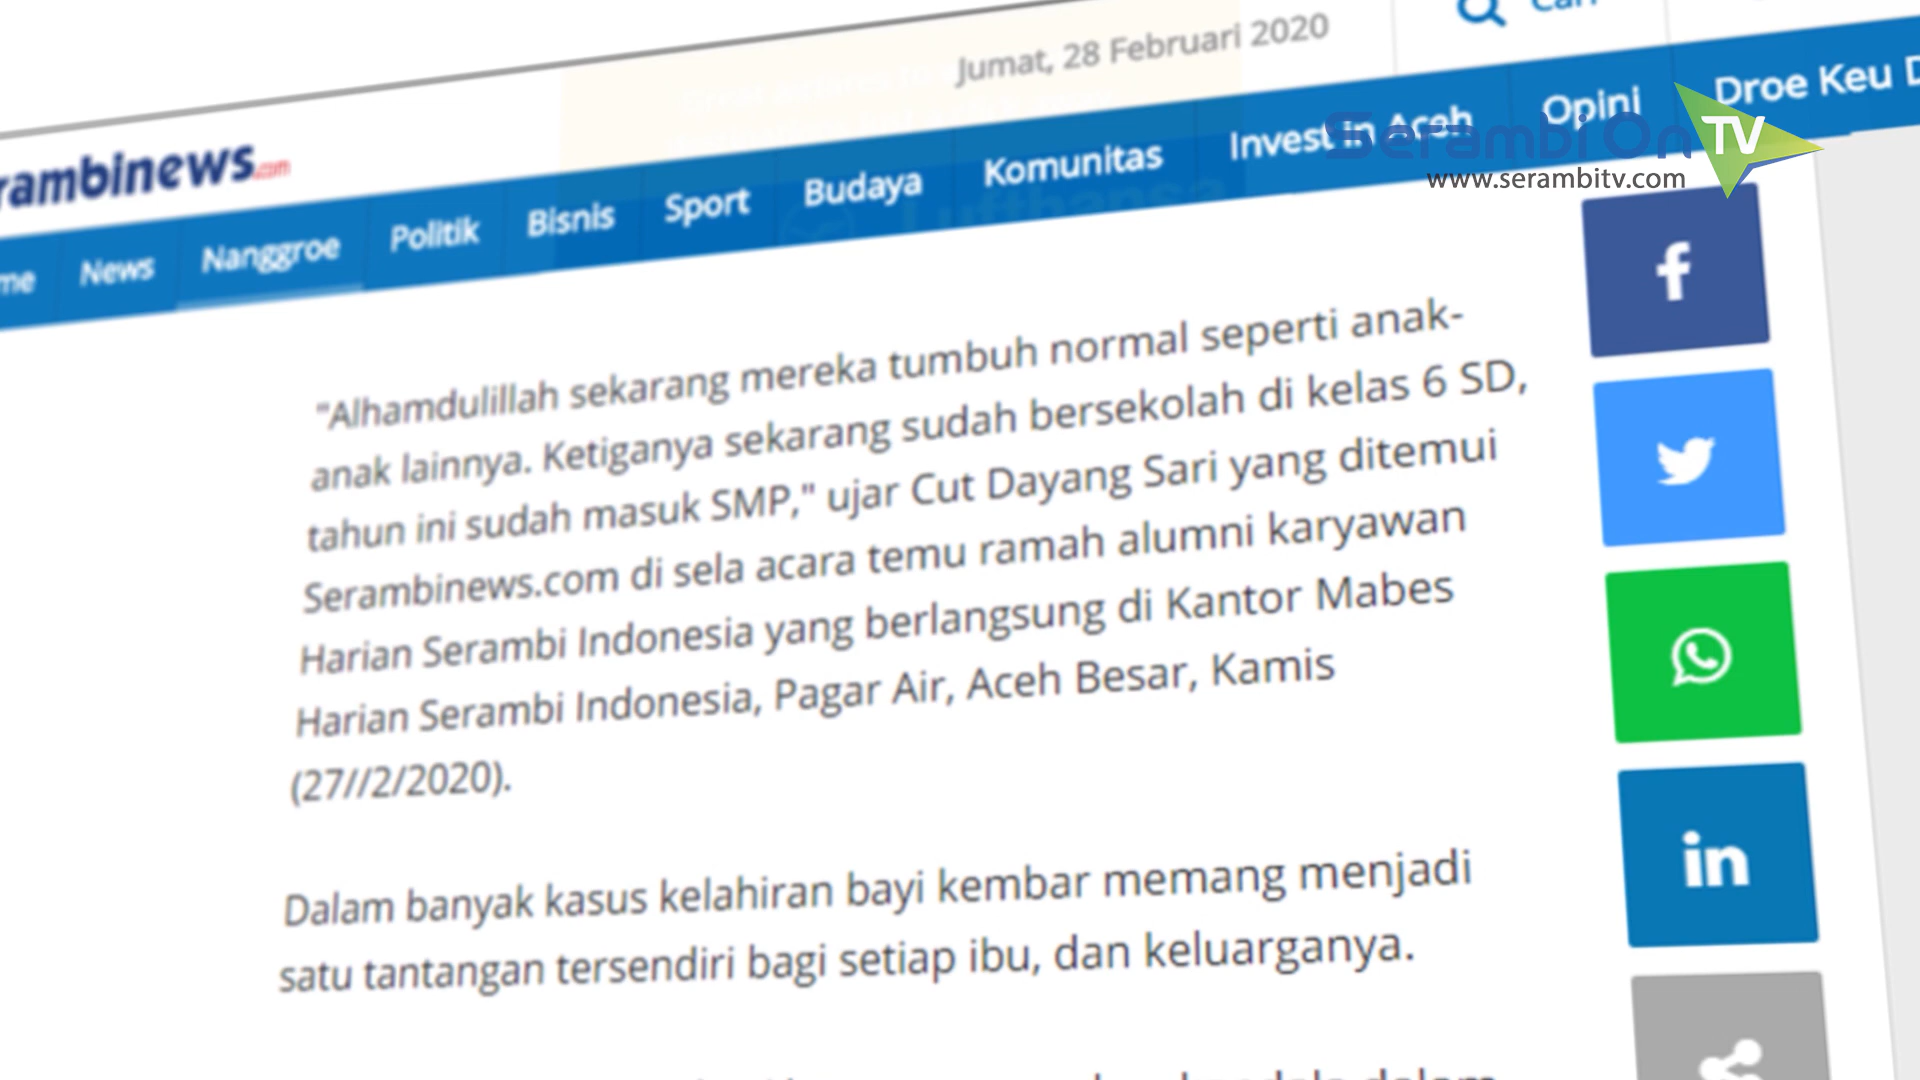 Jumat, 28 Februari 2020
rambinews.com
me News Nanggroe Politik Bisnis Sport Budaya Komunitas Invest in Aceh Opini Droe Keu D
Serambi On TV
www.serambitv.com
"Alhamdulillah sekarang mereka tumbuh normal seperti anak-
anak lainnya. Ketiganya sekarang sudah bersekolah di kelas 6 SD,
tahun ini sudah masuk SMP," ujar Cut Dayang Sari yang ditemui
Serambinews.com di sela acara temu ramah alumni karyawan
Harian Serambi Indonesia yang berlangsung di Kantor Mabes
Harian Serambi Indonesia, Pagar Air, Aceh Besar, Kamis
(27//2/2020).
Dalam banyak kasus kelahiran bayi kembar memang menjadi
satu tantangan tersendiri bagi setiap ibu, dan keluarganya.